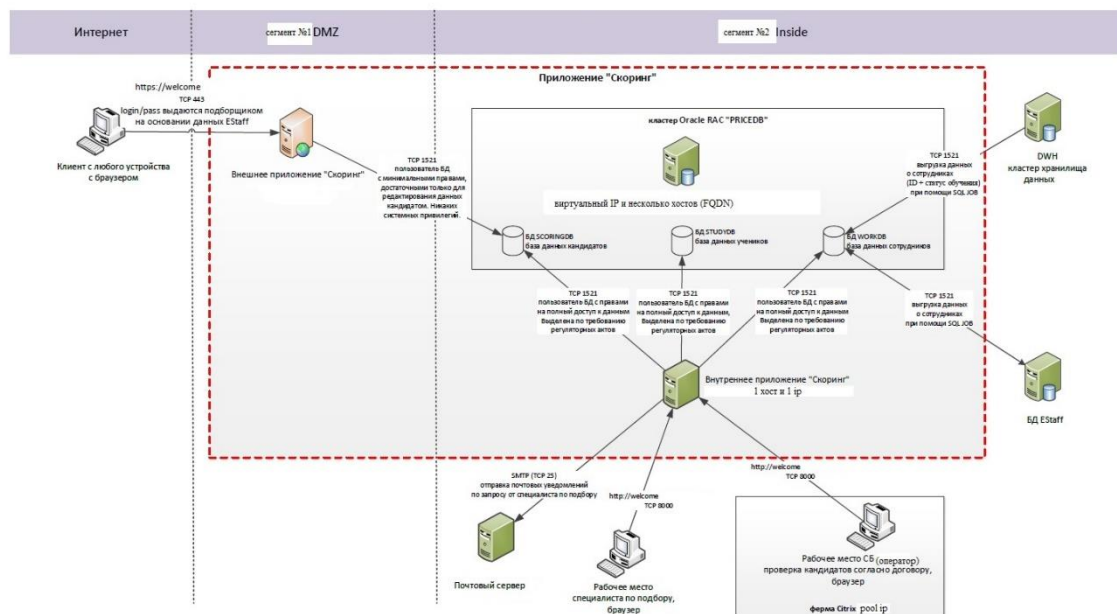 Интернет
сегмент №1 DMZ
сегмент №2 Inside
Приложение "Скоринг"
https://welcome
TCP 443
login/pass выдаются подборщиком
на основании данных EStaff
Клиент с любого устройства
с браузером
Внешнее приложение "Скоринг"
TCP 1521
пользователь БД
с минимальными правами,
достаточными только для
редактирования данных
кандидатом. Никаких
системных привилегий.
кластер Oracle RAC "PRICEDB"
виртуальный IP и несколько хостов (FQDN)
БД SCORINGDB
база данных кандидатов
БД STUDYDB
база данных учеников
БД WORKDB
база данных сотрудников
TCP 1521
выгрузка данных
о сотрудниках
(ID + статус обучения)
при помощи SQL JOB
DWH
кластер хранилища
данных
TCP 1521
пользователь БД с правами
на полный доступ к данным,
Выделена по требованию
регуляторных актов
TCP 1521
пользователь БД с правами
на полный доступ к данным,
Выделена по требованию
регуляторных актов
TCP 1521
пользователь БД с правами
на полный доступ к данным,
Выделена по требованию
регуляторных актов
TCP 1521
выгрузка данных
о сотрудниках
при помощи SQL JOB
БД EStaff
Внутреннее приложение "Скоринг"
1 хост и 1 ip
SMTP (TCP 25)
отправка почтовых уведомлений
по запросу от специалиста по подбору
http://welcome
TCP 8000
http://welcome
TCP 8000
Почтовый сервер
Рабочее место
специалиста по подбору,
браузер
Рабочее место СБ (оператор)
проверка кандидатов согласно договору,
браузер
ферма Citrix pool ip